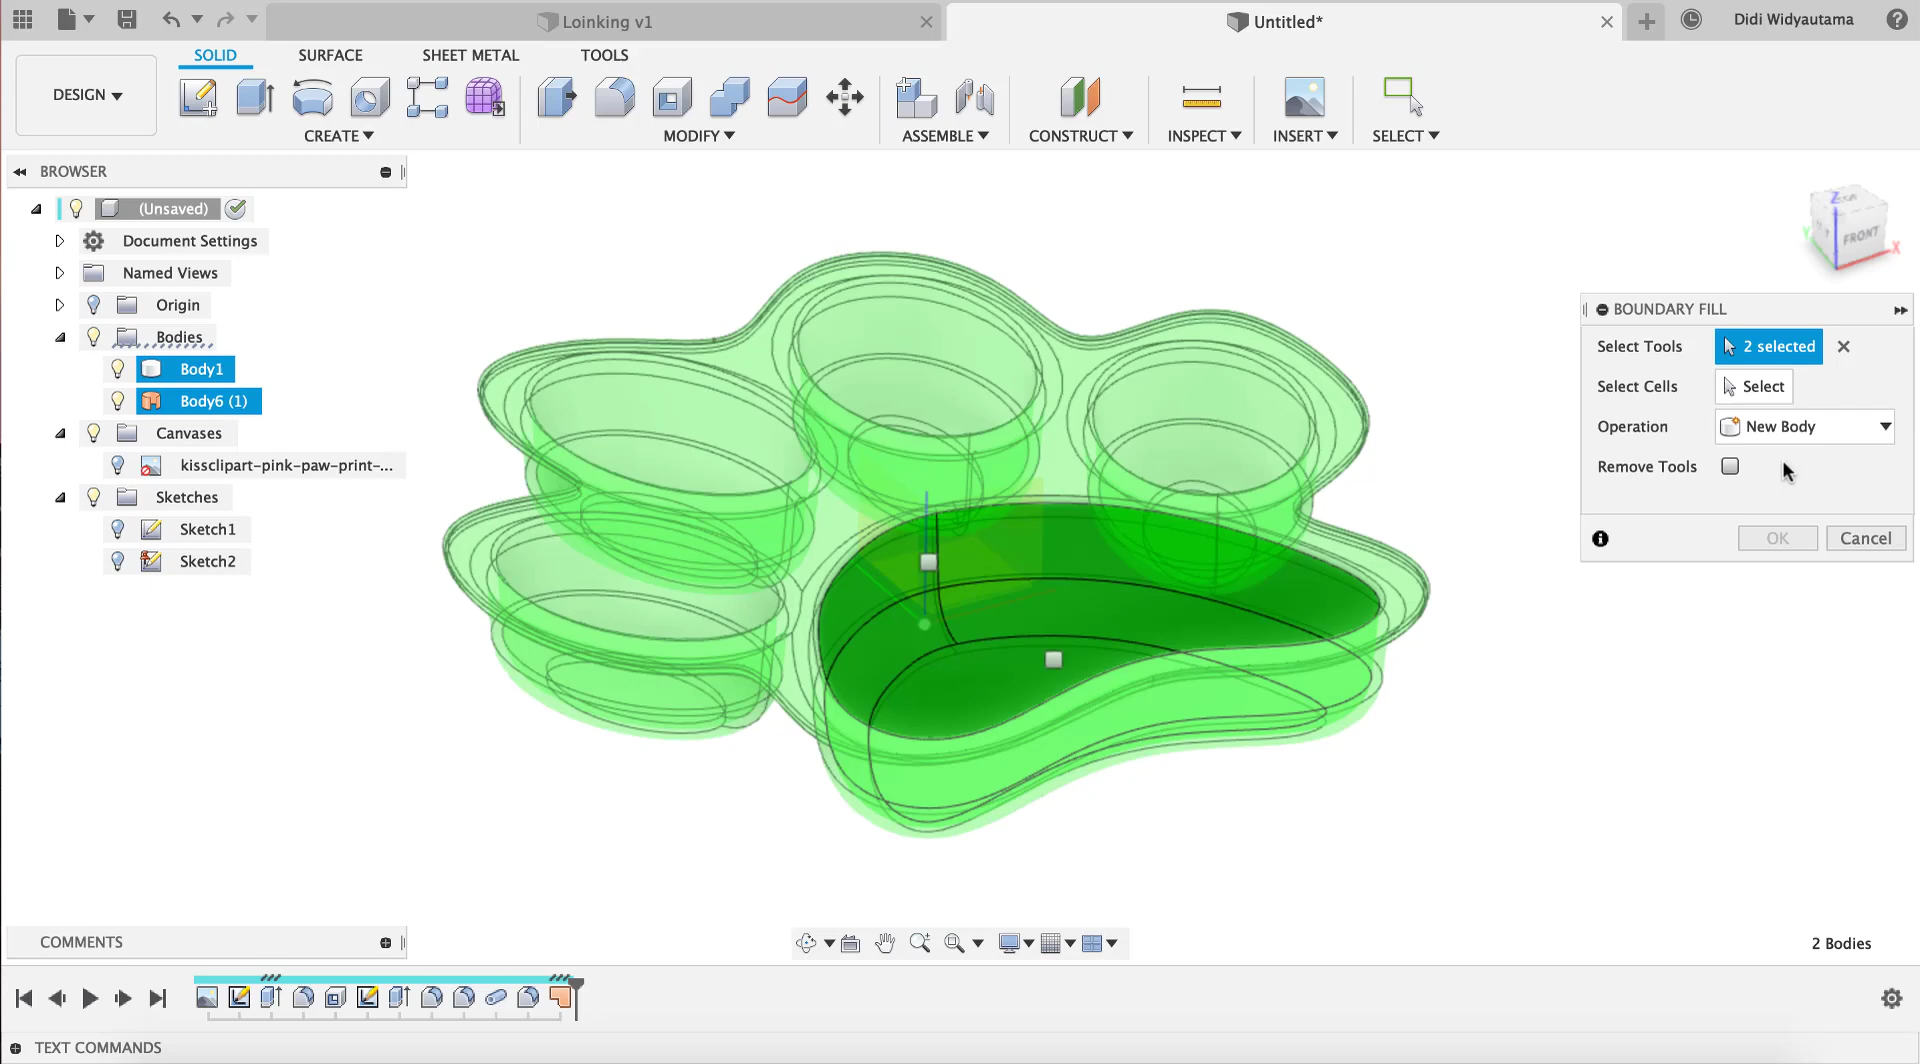 Loinking v1
Untitled*
Didi Widyautama
DESIGN
SOLID SURFACE SHEET METAL TOOLS
CREATE MODIFY ASSEMBLE CONSTRUCT INSPECT INSERT SELECT
BROWSER
(Unsaved)
Document Settings
Named Views
Origin
Bodies
Body1
Body6 (1)
Canvases
kissclipart-pink-paw-print-...
Sketches
Sketch1
Sketch2
Z
Y
X
FRONT
BOUNDARY FILL
Select Tools 2 selected
Select Cells Select
Operation New Body
Remove Tools
OK Cancel
COMMENTS
2 Bodies
TEXT COMMANDS